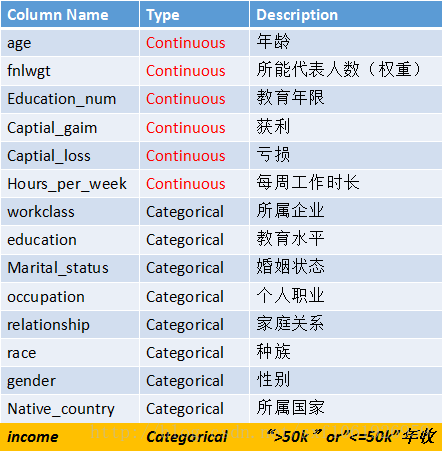 Column Name Type Description
age Continuous 年龄
fnlwgt Continuous 所能代表人数（权重）
Education_num Continuous 教育年限
Captial_gaim Continuous 获利
Captial_loss Continuous 亏损
Hours_per_week Continuous 每周工作时长
workclass Categorical 所属企业
education Categorical 教育水平
Marital_status Categorical 婚姻状态
occupation Categorical 个人职业
relationship Categorical 家庭关系
race Categorical 种族
gender Categorical 性别
Native_country Categorical 所属国家
income Categorical “>50k” or”<=50k”年收